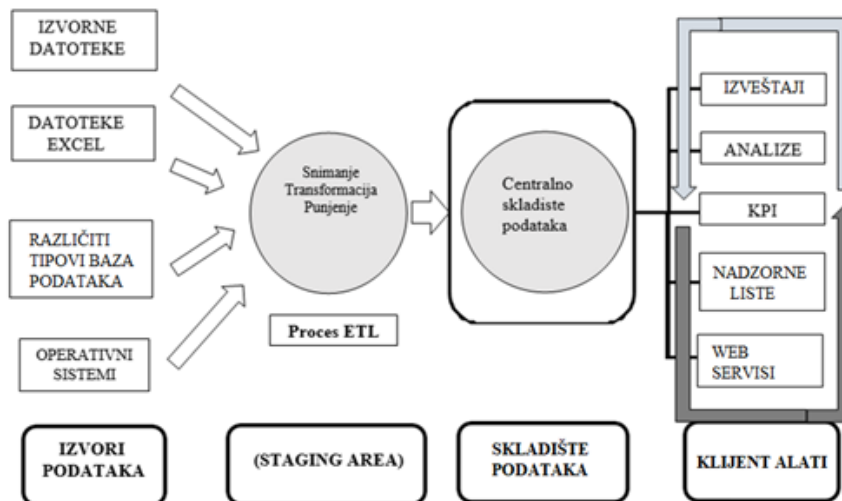 IZVORNE
DATOTEKE
DATOTEKE
EXCEL
RAZLIČITI
TIPOVI BAZA
PODATAKA
OPERATIVNI
SISTEMI
Snimanje
Transformacija
Punjenje
Proces ETL
Centralno
skladiste
podataka
IZVEŠTAJI
ANALIZE
KPI
NADZORNE
LISTE
WEB
SERVISI
IZVORI
PODATAKA
(STAGING AREA)
SKLADIŠTE
PODATAKA
KLIJENT ALATI